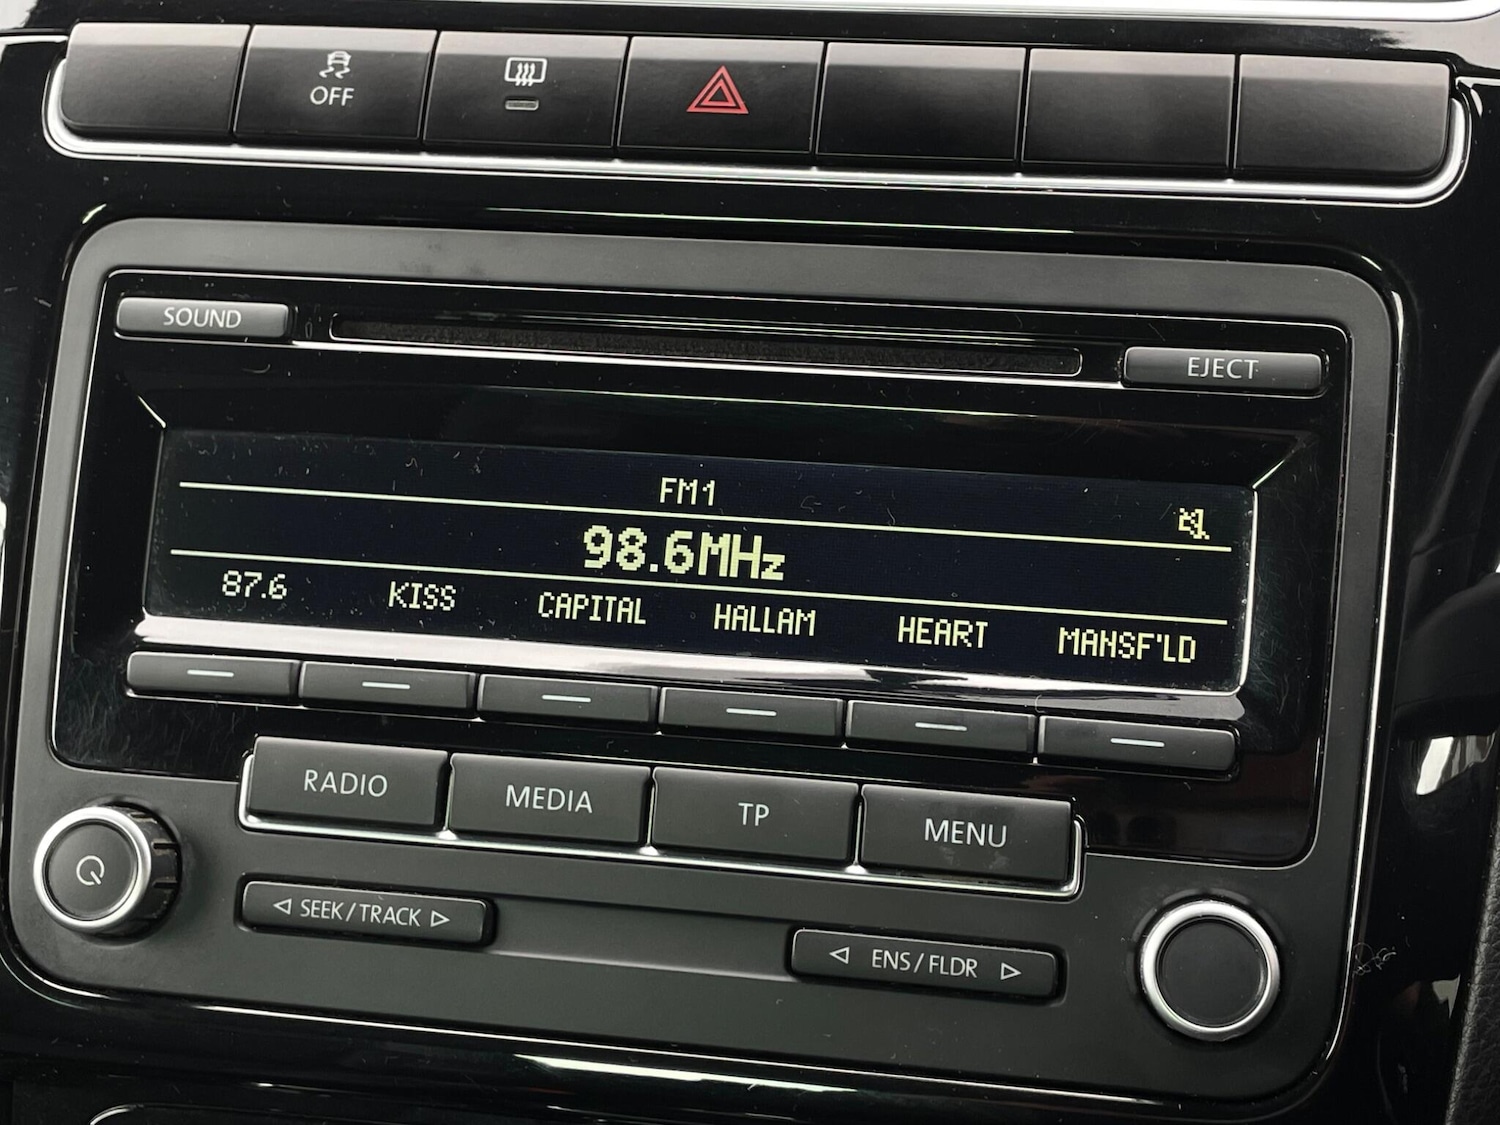 OFF
SOUND
EJECT
FM1
98.6MHz
87.6 KISS CAPITAL HALLAM HEART MANSF'LD
RADIO MEDIA TP MENU
SEEK/TRACK
ENS/FLDR